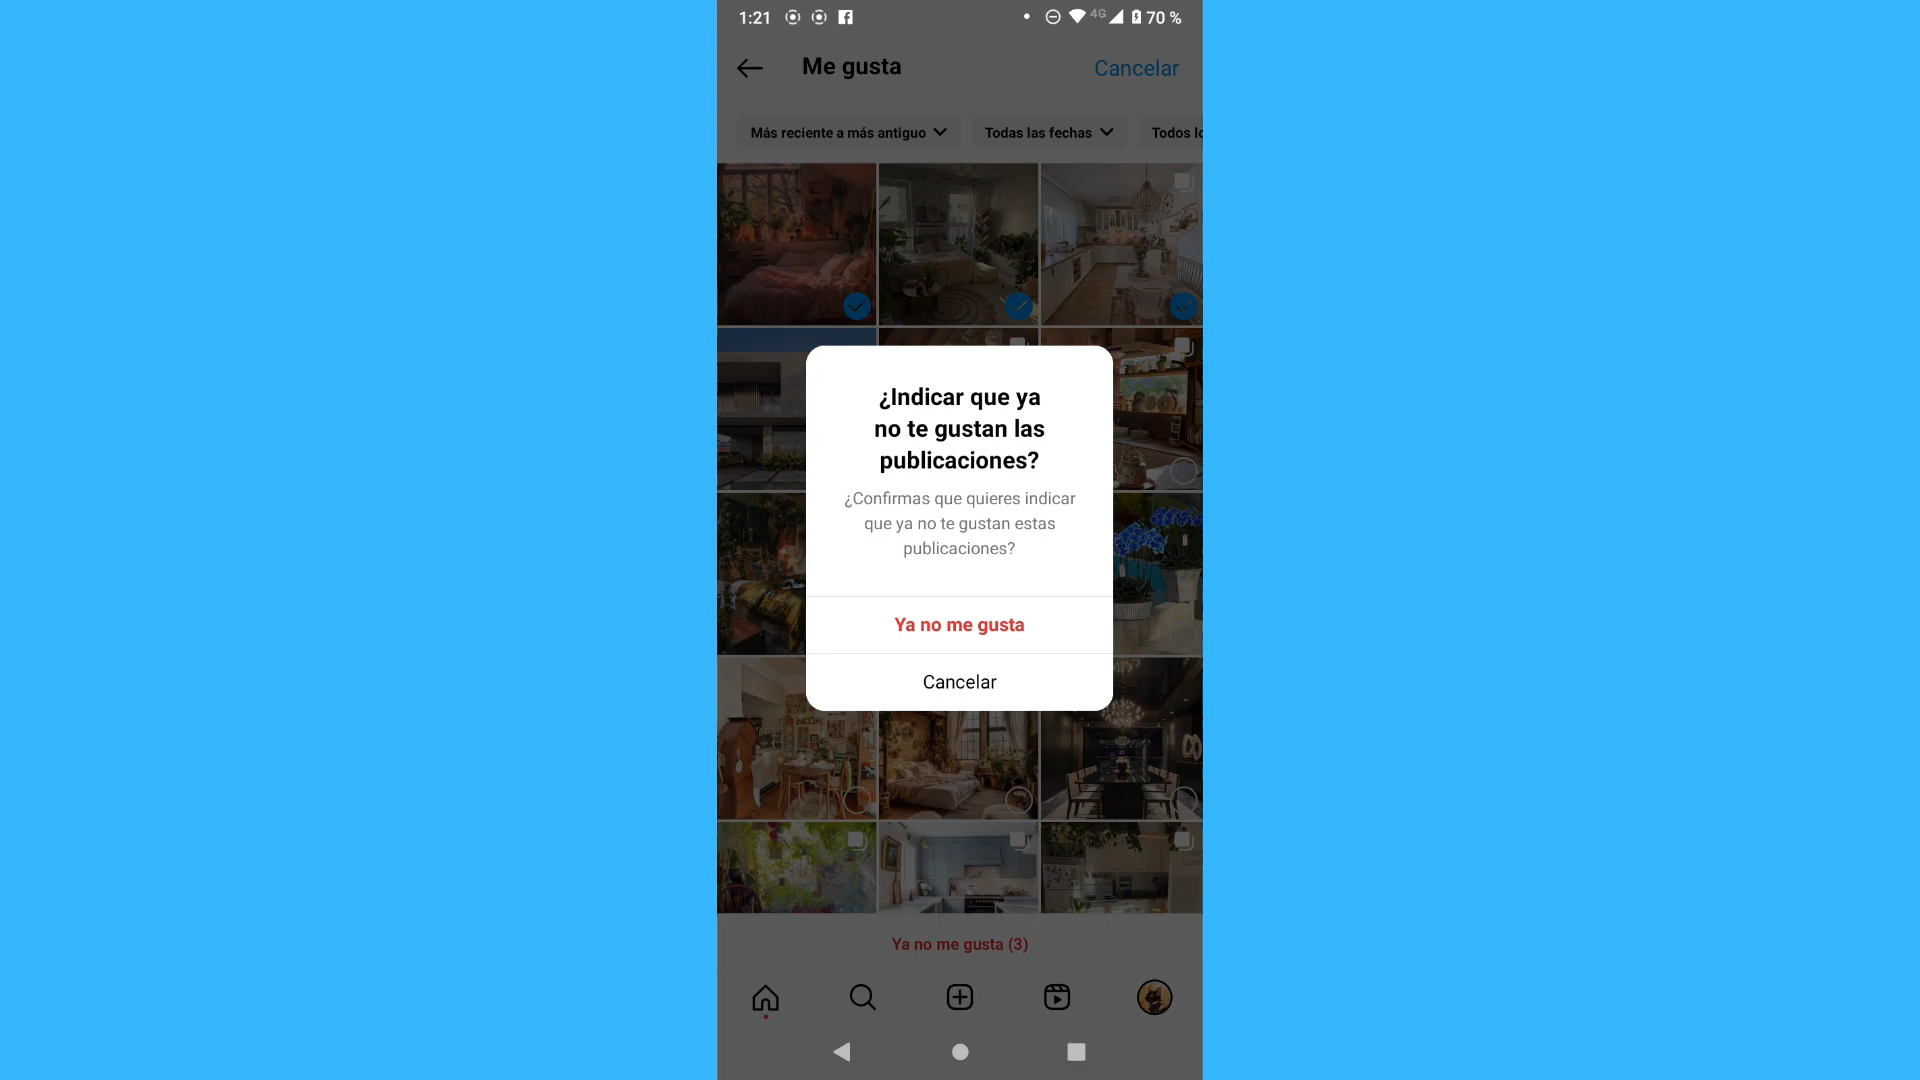 1:21
4G
70 %
Me gusta
Cancelar
Más reciente a más antiguo
Todas las fechas
Todos lo
¿Indicar que ya
no te gustan las
publicaciones?
¿Confirmas que quieres indicar
que ya no te gustan estas
publicaciones?
Ya no me gusta
Cancelar
Ya no me gusta (3)